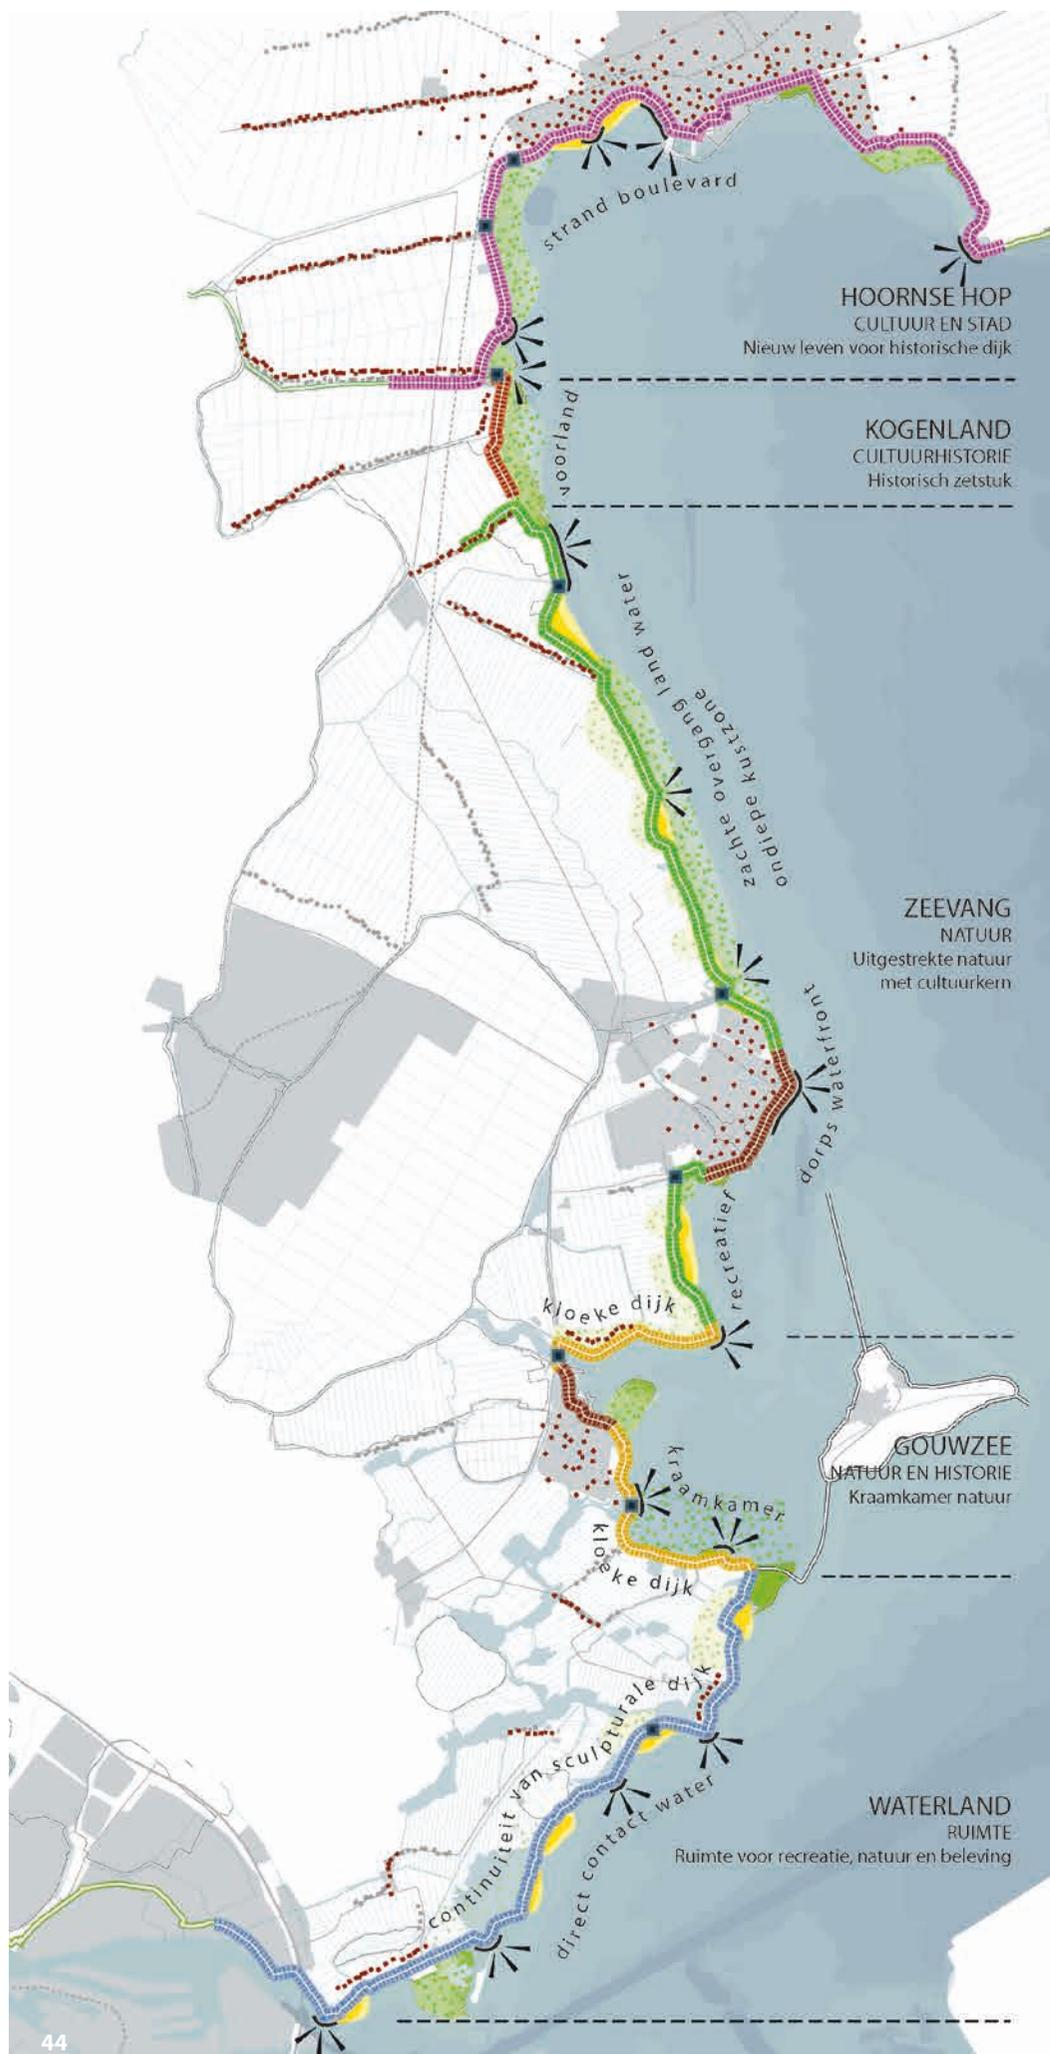 strand boulevard
HOORNSE HOP
CULTUUR EN STAD
Nieuw leven voor historische dijk
voorland
KOGENLAND
CULTUURHISTORIE
Historisch zetstuk
zachte overgang land water
ondiepe kustzone
ZEEVANG
NATUUR
Uitgestrekte natuur
met cultuurkern
dorps waterfront
recreatief
kloeke dijk
GOUWZEE
NATUUR EN HISTORIE
Kraamkamer natuur
kraamkamer
kloeke dijk
continuiteit van sculpturale dijk
direct contact water
WATERLAND
RUIMTE
Ruimte voor recreatie, natuur en beleving
44